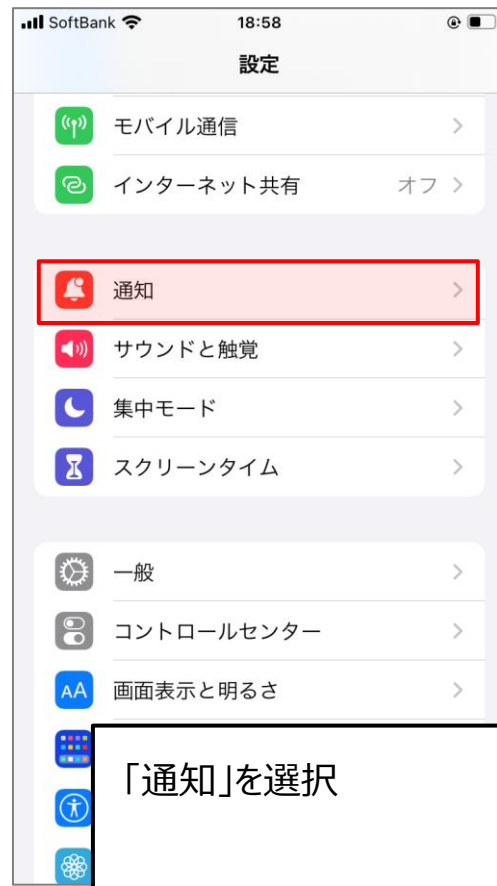 SoftBank 18:58
設定
モバイル通信
インターネット共有 オフ
通知
サウンドと触覚
集中モード
スクリーンタイム
一般
コントロールセンター
AA 画面表示と明るさ
「通知」を選択